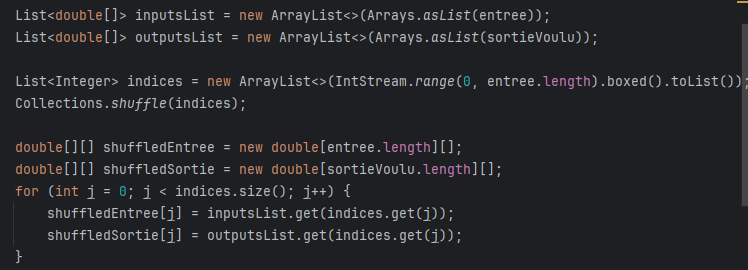 List<double[]> inputsList = new ArrayList<>(Arrays.asList(entree));
List<double[]> outputsList = new ArrayList<>(Arrays.asList(sortieVoulu));
List<Integer> indices = new ArrayList<>(IntStream.range(0, entree.length).boxed().toList());
Collections.shuffle(indices);
double[][] shuffledEntree = new double[entree.length][];
double[][] shuffledSortie = new double[sortieVoulu.length][];
for (int j = 0; j < indices.size(); j++) {
    shuffledEntree[j] = inputsList.get(indices.get(j));
    shuffledSortie[j] = outputsList.get(indices.get(j));
}